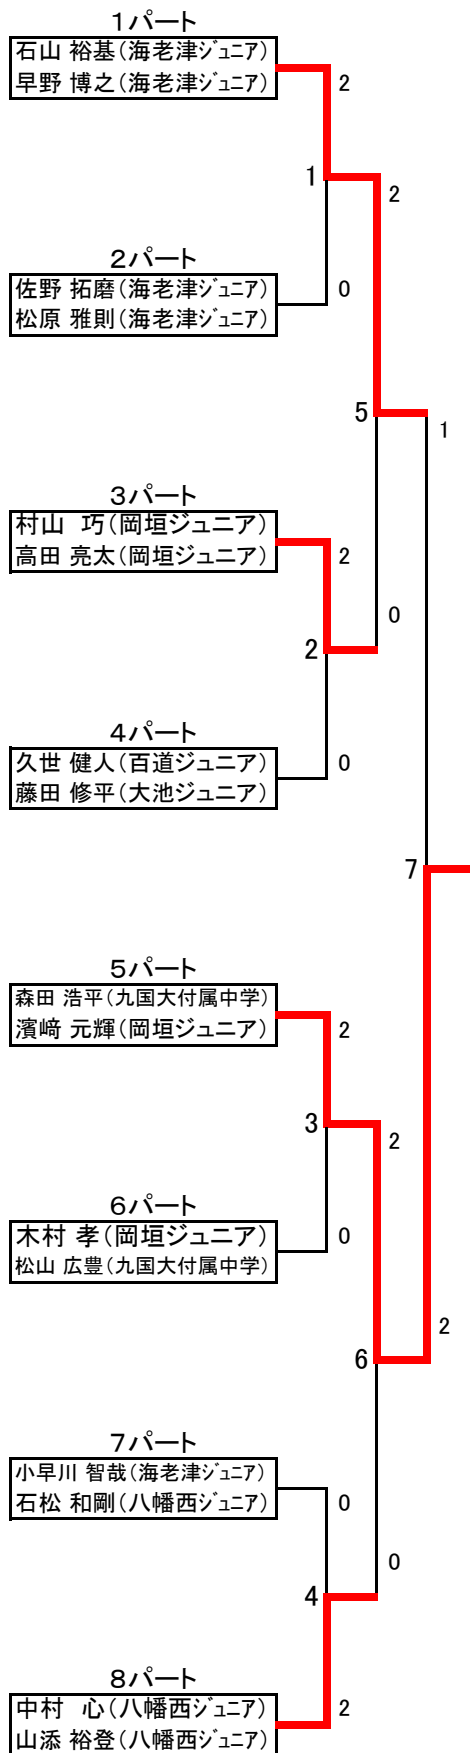 1パート
石山 裕基(海老津ジュニア)
早野 博之(海老津ジュニア)
2
1
2
2パート
佐野 拓磨(海老津ジュニア)
松原 雅則(海老津ジュニア)
0
5
1
3パート
村山 巧(岡垣ジュニア)
高田 亮太(岡垣ジュニア)
2
0
2
4パート
久世 健人(百道ジュニア)
藤田 修平(大池ジュニア)
0
7
5パート
森田 浩平(九国大付属中学)
濱﨑 元輝(岡垣ジュニア)
2
3
2
6パート
木村 孝(岡垣ジュニア)
松山 広豊(九国大付属中学)
0
2
6
7パート
小早川 智哉(海老津ジュニア)
石松 和剛(八幡西ジュニア)
0
0
4
8パート
中村 心(八幡西ジュニア)
山添 裕登(八幡西ジュニア)
2